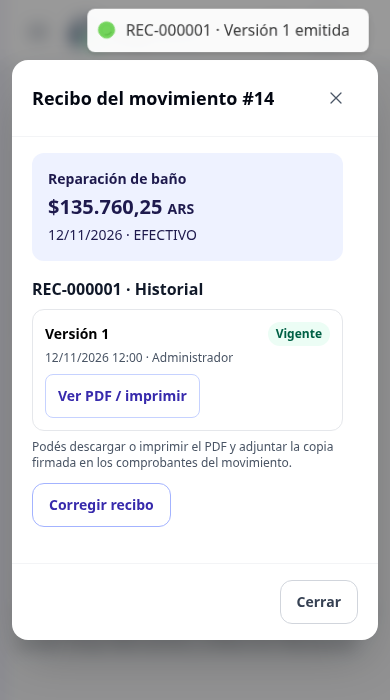 REC-000001 · Versión 1 emitida
Recibo del movimiento #14
Reparación de baño
$135.760,25 ARS
12/11/2026 · EFECTIVO
REC-000001 · Historial
Versión 1
Vigente
12/11/2026 12:00 · Administrador
Ver PDF / imprimir
Podés descargar o imprimir el PDF y adjuntar la copia
firmada en los comprobantes del movimiento.
Corregir recibo
Cerrar